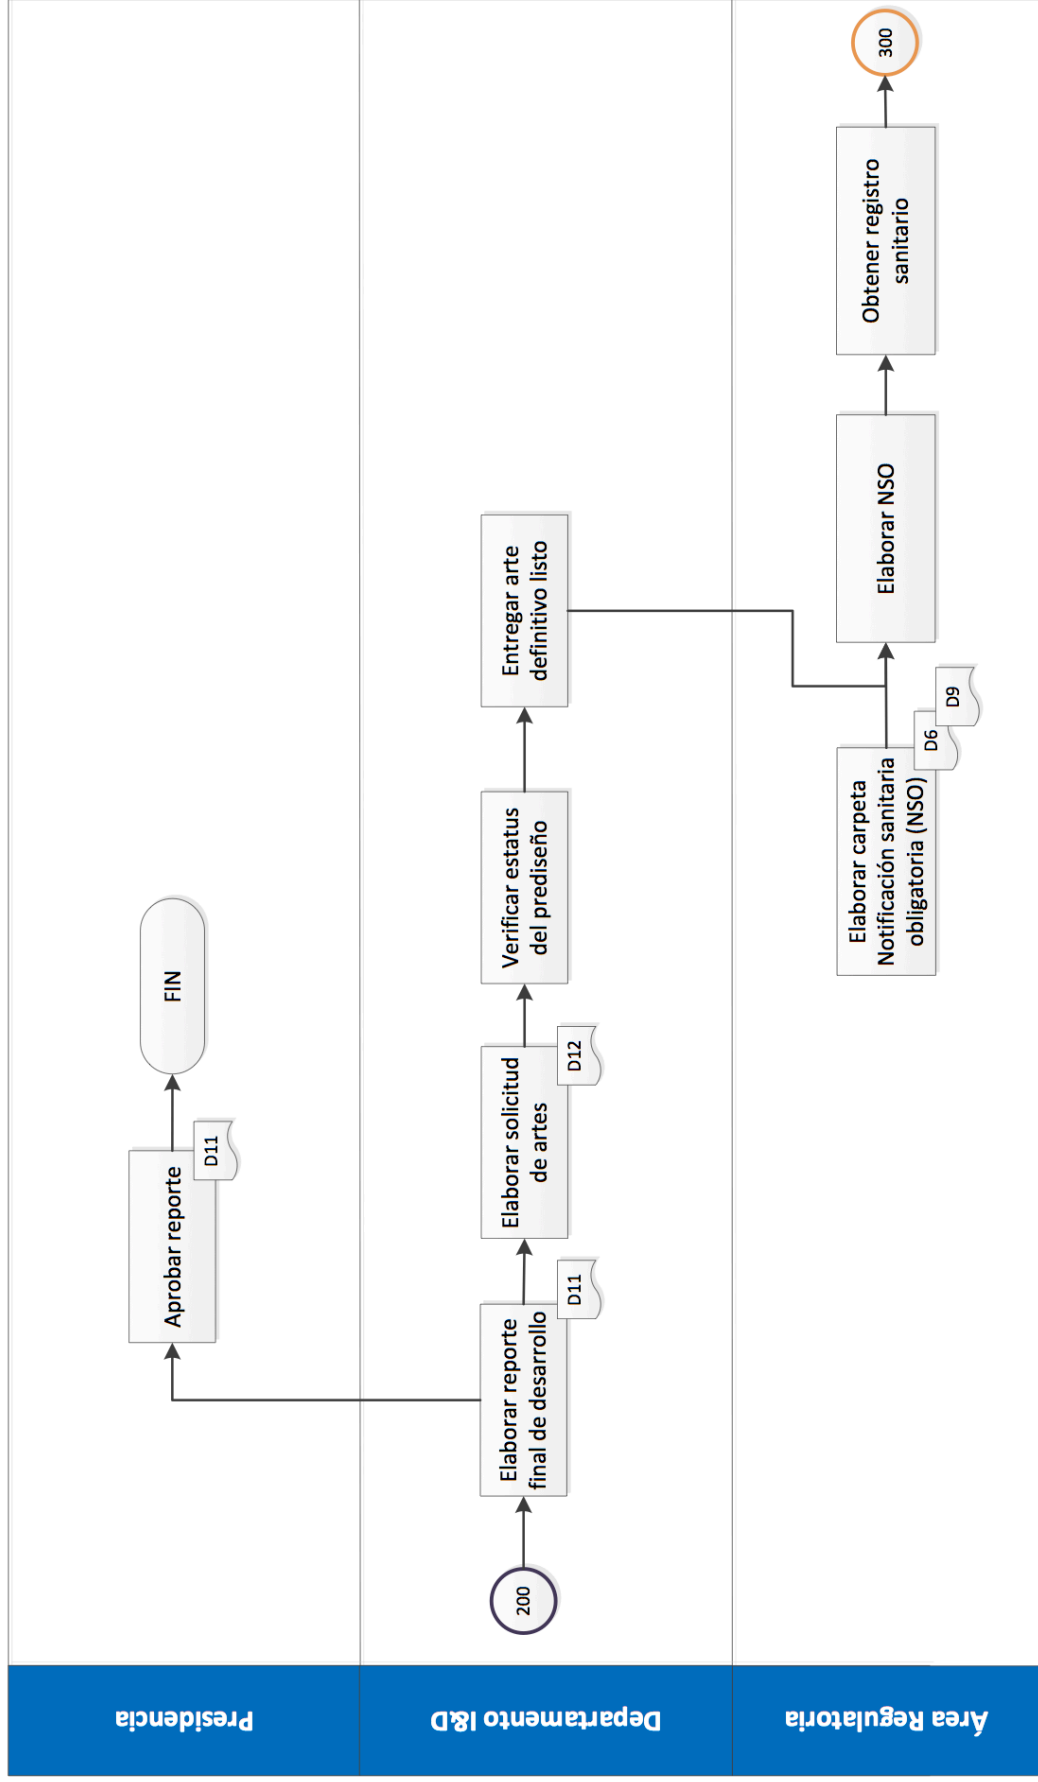 Presidencia
Aprobar reporte
D11
FIN
Departamento I&D
200
Elaborar reporte
final de desarrollo
D11
Elaborar solicitud
de artes
D12
Verificar estatus
del prediseño
Entregar arte
definitivo listo
Área Regulatoria
Elaborar carpeta
Notificación sanitaria
obligatoria (NSO)
D6
D9
Elaborar NSO
Obtener registro
sanitario
300